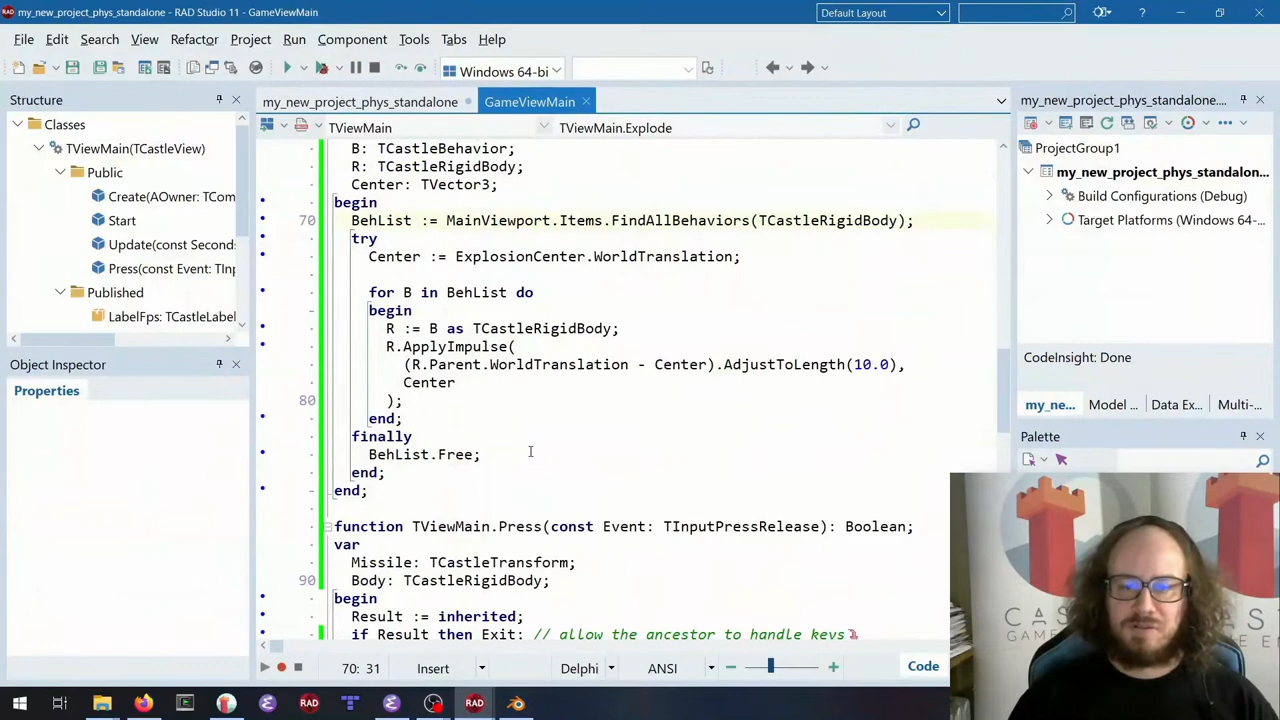 my_new_project_phys_standalone - RAD Studio 11 - GameViewMain
Default Layout
File Edit Search View Refactor Project Run Component Tools Tabs Help
Windows 64-bi
Structure
Classes
TViewMain(TCastleView)
Public
Create(AOwner: TCom
Start
Update(const Second
Press(const Event: TInp
Published
LabelFps: TCastleLabel
Object Inspector
Properties
my_new_project_phys_standalone
GameViewMain
TViewMain
TViewMain.Explode
B: TCastleBehavior;
R: TCastleRigidBody;
Center: TVector3;
begin
70 BehList := MainViewport.Items.FindAllBehaviors(TCastleRigidBody);
try
Center := ExplosionCenter.WorldTranslation;
for B in BehList do
begin
R := B as TCastleRigidBody;
R.ApplyImpulse(
(R.Parent.WorldTranslation - Center).AdjustToLength(10.0),
Center
80 );
end;
finally
BehList.Free;
end;
end;
function TViewMain.Press(const Event: TInputPressRelease): Boolean;
var
Missile: TCastleTransform;
90 Body: TCastleRigidBody;
begin
Result := inherited;
if Result then Exit; // allow the ancestor to handle keys
70: 31
Insert
Delphi
ANSI
Code
my_new_project_phys_standalone....
ProjectGroup1
my_new_project_phys_standalon...
Build Configurations (Debug)
Target Platforms (Windows 64-
CodeInsight: Done
my_ne...
Model ...
Data Ex...
Multi-...
Palette
RAD
RAD